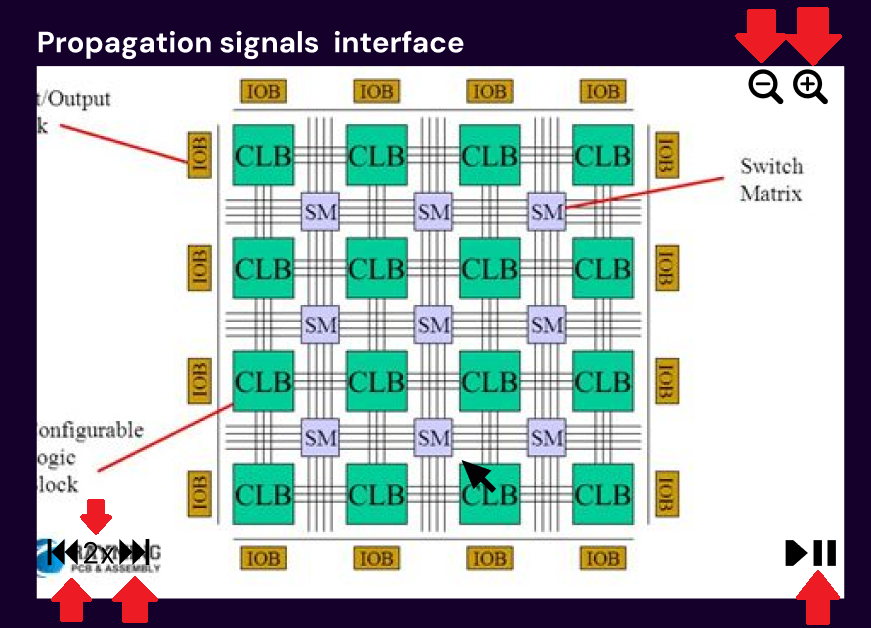 Propagation signals interface
t/Output
k
IOB IOB IOB IOB
IOB CLB CLB CLB CLB IOB
Switch
Matrix
SM SM SM
IOB CLB CLB CLB CLB IOB
SM SM SM
IOB CLB CLB CLB CLB IOB
onfigurable
ogic
lock
SM SM SM
IOB CLB CLB CLB CLB IOB
2x
PCB & ASSEMBLY
IOB IOB IOB IOB